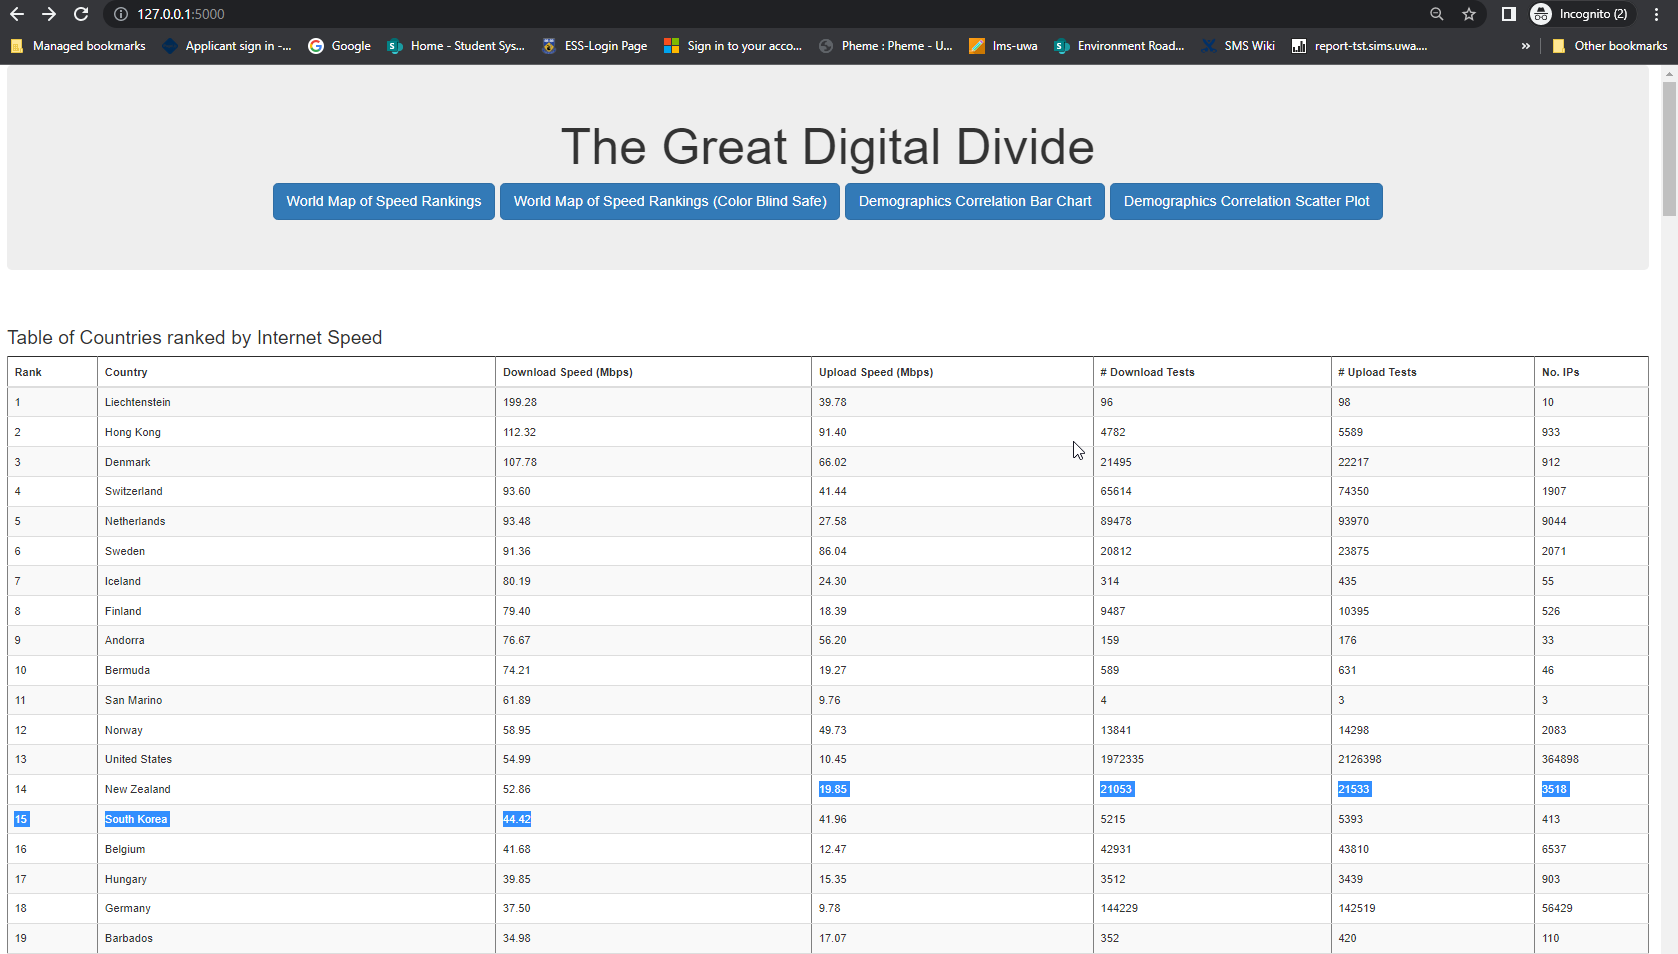 127.0.0.1:5000 Incognito (2)
Managed bookmarks Applicant sign in -... Google Home - Student Sys... ESS-Login Page Sign in to your acco... Pheme : Pheme - U... lms-uwa Environment Road... SMS Wiki report-tst.sims.uwa.... » Other bookmarks
The Great Digital Divide
World Map of Speed Rankings World Map of Speed Rankings (Color Blind Safe) Demographics Correlation Bar Chart Demographics Correlation Scatter Plot
Table of Countries ranked by Internet Speed
Rank Country Download Speed (Mbps) Upload Speed (Mbps) # Download Tests # Upload Tests No. IPs
1 Liechtenstein 199.28 39.78 96 98 10
2 Hong Kong 112.32 91.40 4782 5589 933
3 Denmark 107.78 66.02 21495 22217 912
4 Switzerland 93.60 41.44 65614 74350 1907
5 Netherlands 93.48 27.58 89478 93970 9044
6 Sweden 91.36 86.04 20812 23875 2071
7 Iceland 80.19 24.30 314 435 55
8 Finland 79.40 18.39 9487 10395 526
9 Andorra 76.67 56.20 159 176 33
10 Bermuda 74.21 19.27 589 631 46
11 San Marino 61.89 9.76 4 3 3
12 Norway 58.95 49.73 13841 14298 2083
13 United States 54.99 10.45 1972335 2126398 364898
14 New Zealand 52.86 19.85 21053 21533 3518
15 South Korea 44.42 41.96 5215 5393 413
16 Belgium 41.68 12.47 42931 43810 6537
17 Hungary 39.85 15.35 3512 3439 903
18 Germany 37.50 9.78 144229 142519 56429
19 Barbados 34.98 17.07 352 420 110